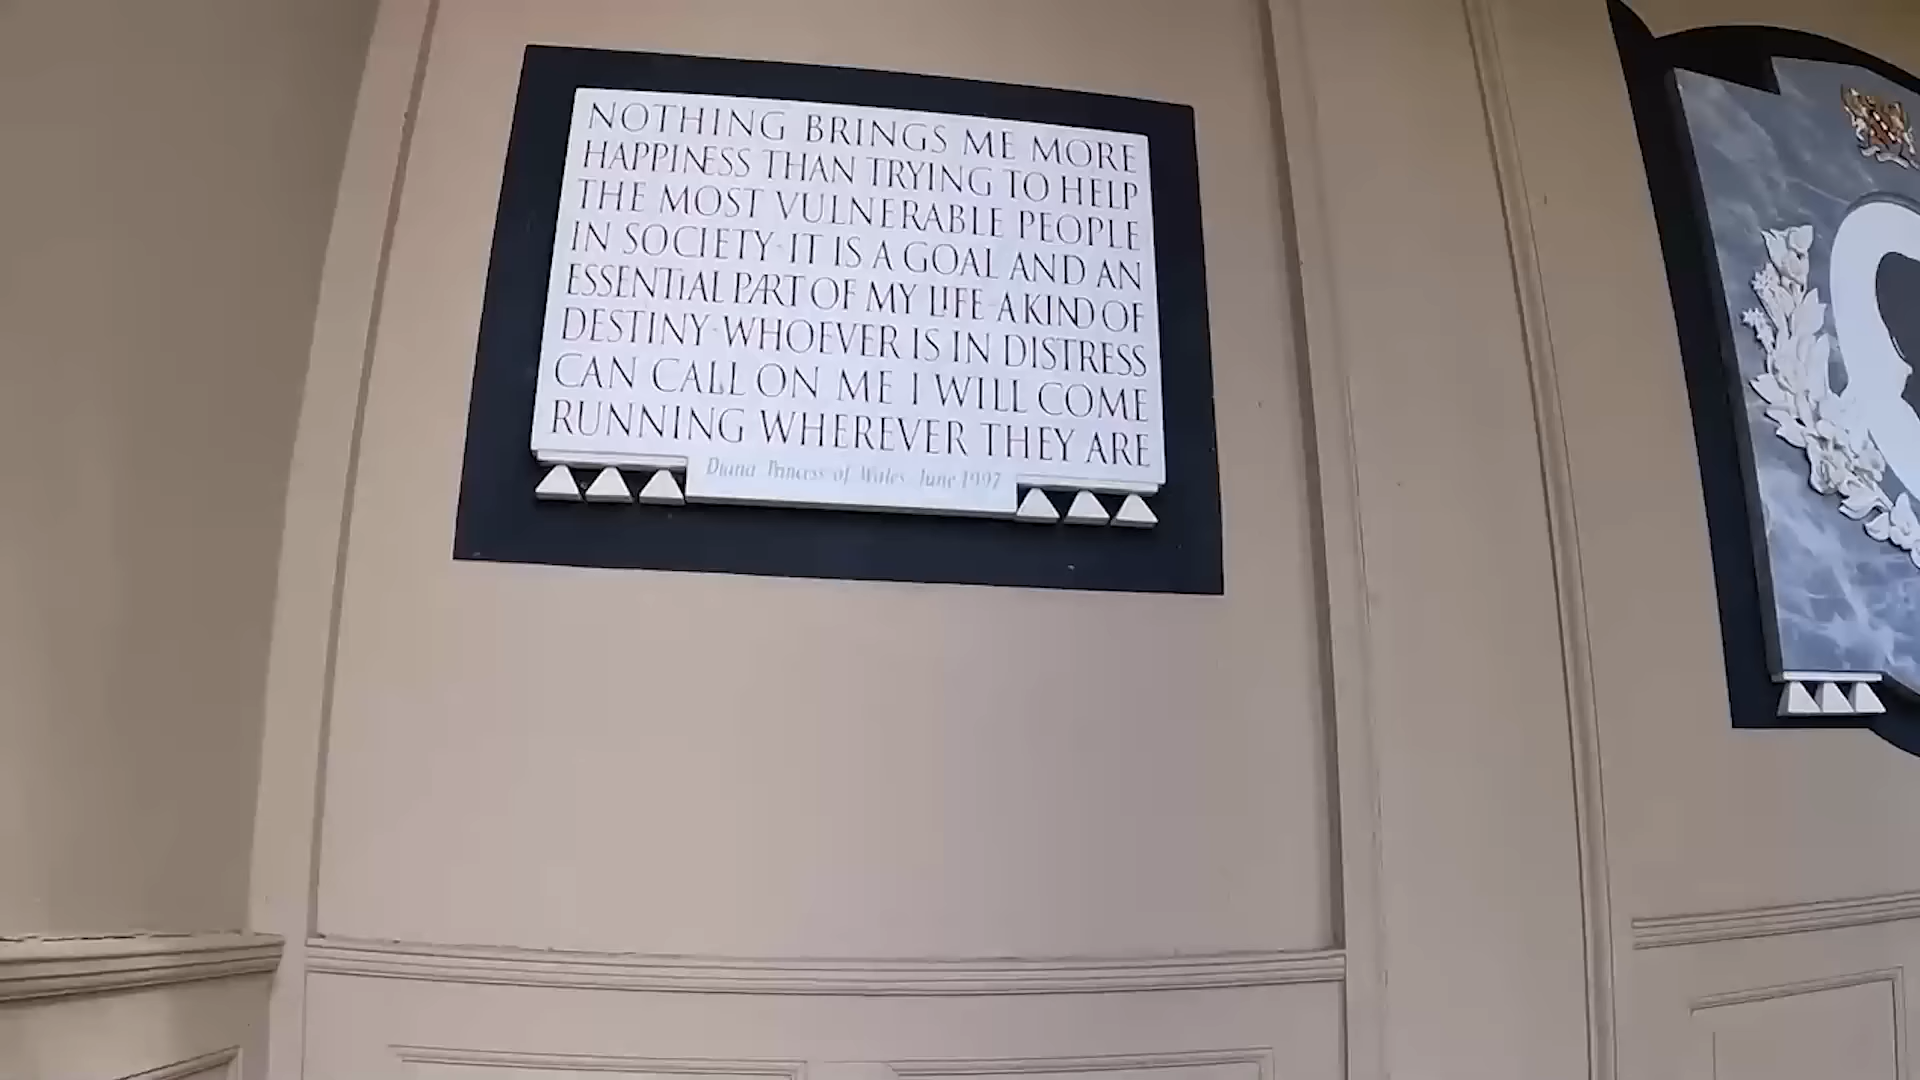 NOTHING BRINGS ME MORE
HAPPINESS THAN TRYING TO HELP
THE MOST VULNERABLE PEOPLE
IN SOCIETY·IT IS A GOAL AND AN
ESSENTIAL PART OF MY LIFE-A KIND OF
DESTINY·WHOEVER IS IN DISTRESS
CAN CALL ON ME I WILL COME
RUNNING WHEREVER THEY ARE
Diana Princess of Wales June 1997